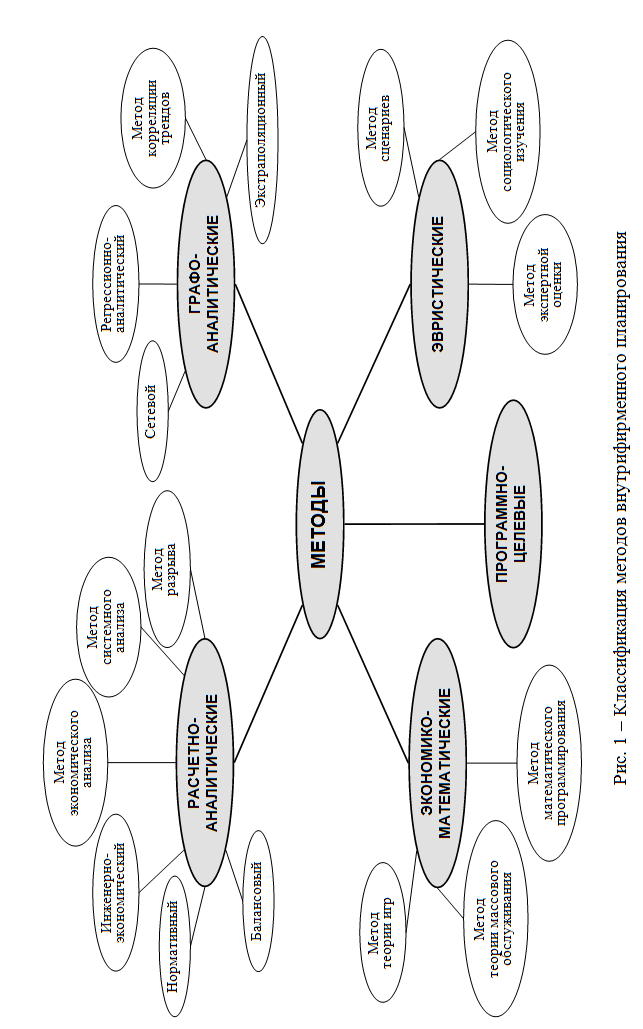 Метод
экономического
анализа
Метод
системного
анализа
Инженерно-
экономический
Метод
разрыва
Нормативный
Балансовый
РАСЧЕТНО-
АНАЛИТИЧЕСКИЕ
Регрессионно-
аналитический
Метод
корреляции
трендов
Сетевой
Экстраполяционный
ГРАФО-
АНАЛИТИЧЕСКИЕ
МЕТОДЫ
ЭКОНОМИКО-
МАТЕМАТИЧЕСКИЕ
Метод
теории игр
Метод
теории массового
обслуживания
Метод
математического
программирования
ПРОГРАММНО-
ЦЕЛЕВЫЕ
ЭВРИСТИЧЕСКИЕ
Метод
сценариев
Метод
экспертной
оценки
Метод
социологического
изучения
Рис. 1 – Классификация методов внутрифирменного планирования